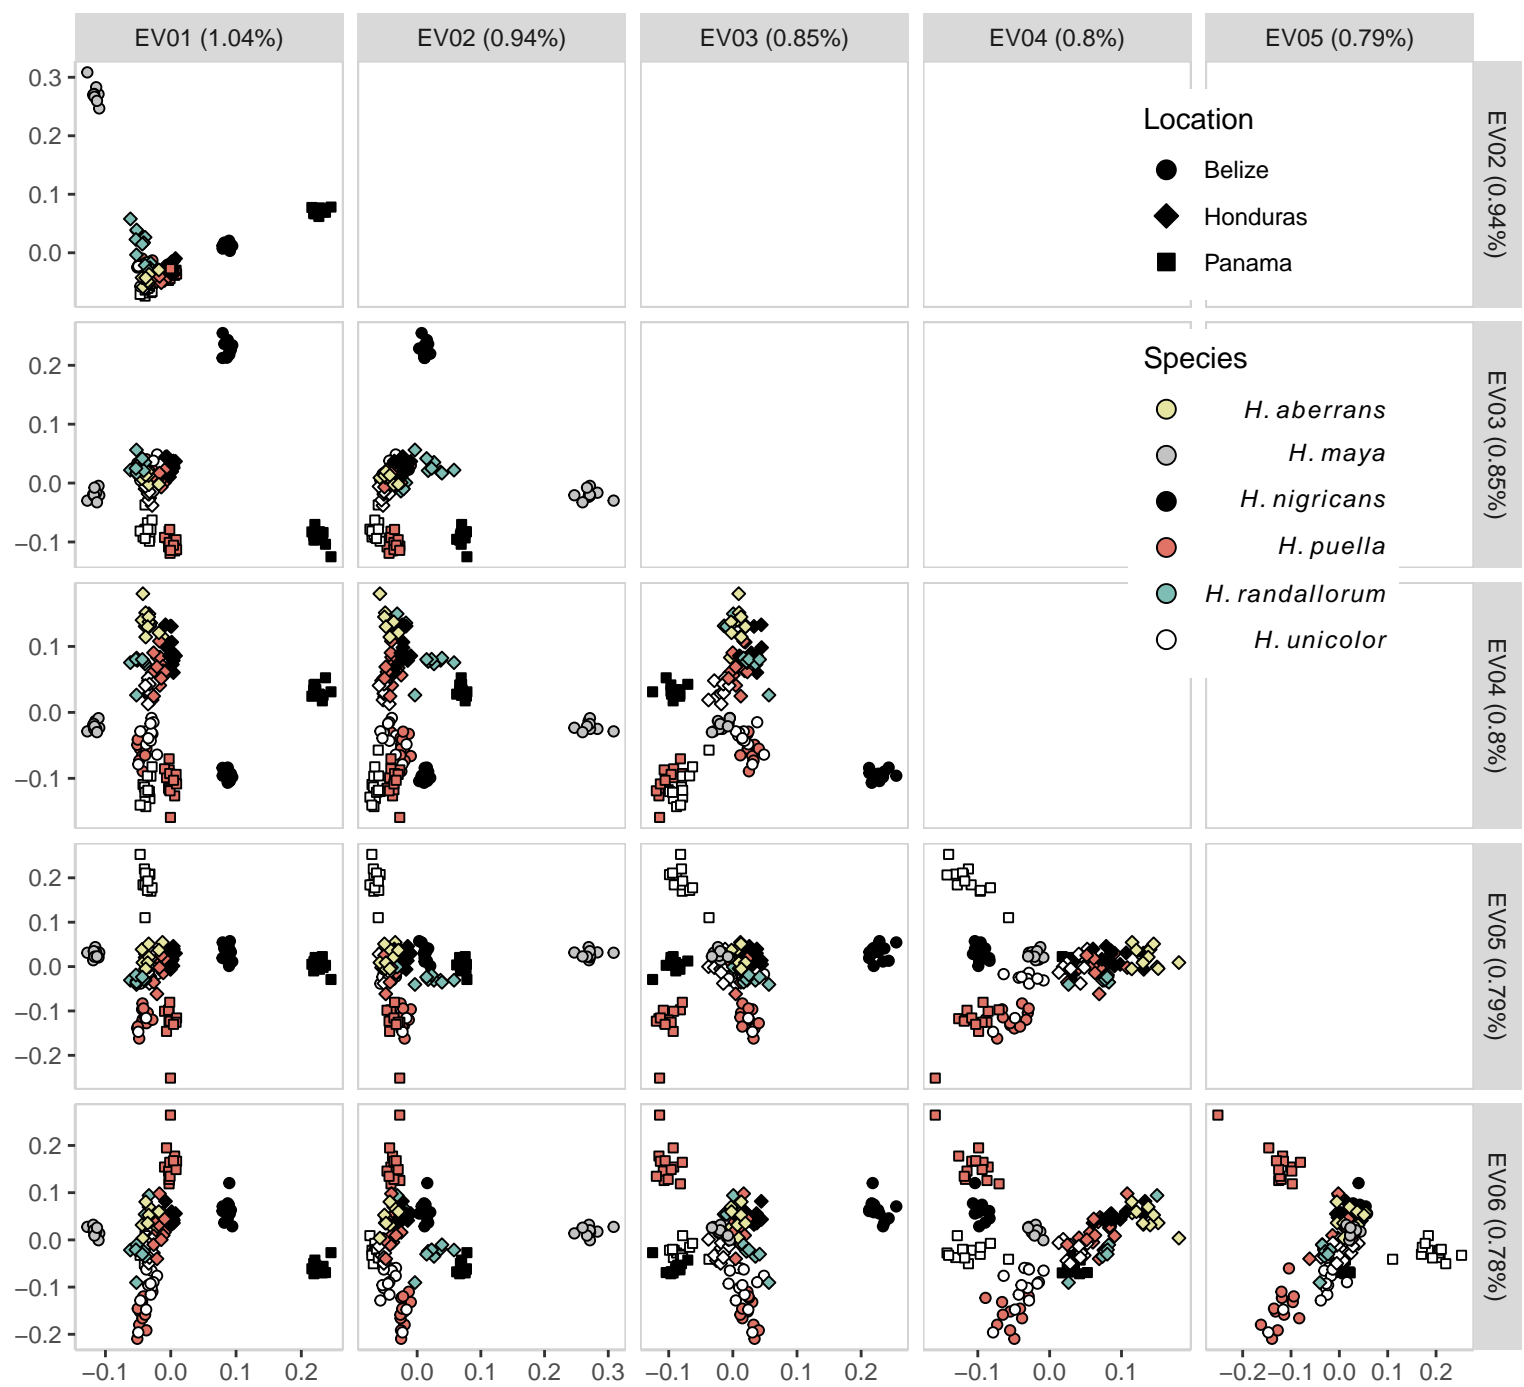 EV01 (1.04%) EV02 (0.94%) EV03 (0.85%) EV04 (0.8%) EV05 (0.79%)
0.3
0.2
0.1
0.0
EV02 (0.94%)
Location
Belize
Honduras
Panama
0.2
0.1
0.0
−0.1
EV03 (0.85%)
Species
H. aberrans
H. maya
H. nigricans
H. puella
H. randallorum
H. unicolor
0.1
0.0
−0.1
EV04 (0.8%)
0.2
0.1
0.0
−0.1
−0.2
EV05 (0.79%)
0.2
0.1
0.0
−0.1
−0.2
EV06 (0.78%)
−0.1 0.0 0.1 0.2 0.0 0.1 0.2 0.3 −0.1 0.0 0.1 0.2 −0.1 0.0 0.1 −0.2 −0.1 0.0 0.1 0.2